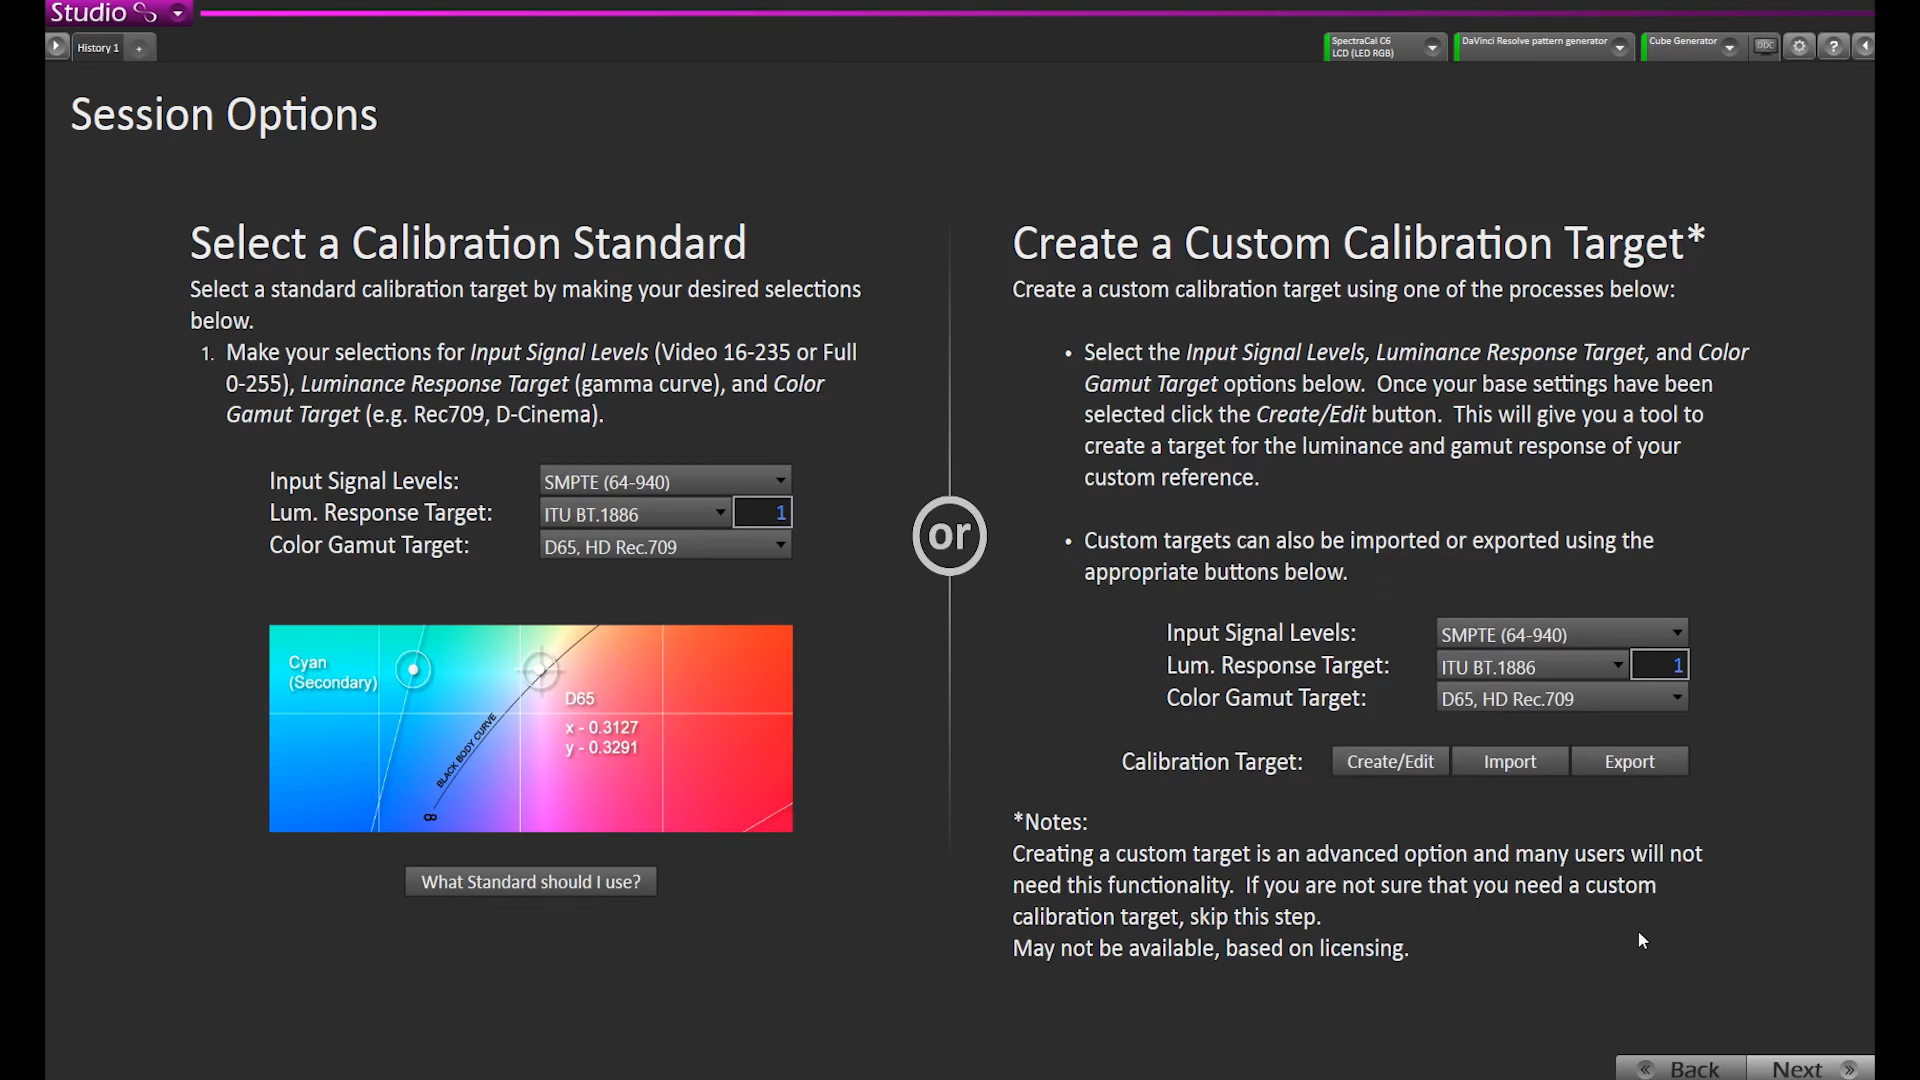 Studio
History 1 +
SpectraCal C6
LCD (LED RGB)
DaVinci Resolve pattern generator
Cube Generator
DDC
?
Session Options
Select a Calibration Standard
Select a standard calibration target by making your desired selections
below.
1. Make your selections for Input Signal Levels (Video 16-235 or Full
0-255), Luminance Response Target (gamma curve), and Color
Gamut Target (e.g. Rec709, D-Cinema).
Input Signal Levels: SMPTE (64-940)
Lum. Response Target: ITU BT.1886 1
Color Gamut Target: D65, HD Rec.709
Cyan
(Secondary)
D65
x - 0.3127
y - 0.3291
BLACK BODY CURVE
∞
What Standard should I use?
or
Create a Custom Calibration Target*
Create a custom calibration target using one of the processes below:
• Select the Input Signal Levels, Luminance Response Target, and Color
Gamut Target options below. Once your base settings have been
selected click the Create/Edit button. This will give you a tool to
create a target for the luminance and gamut response of your
custom reference.
• Custom targets can also be imported or exported using the
appropriate buttons below.
Input Signal Levels: SMPTE (64-940)
Lum. Response Target: ITU BT.1886 1
Color Gamut Target: D65, HD Rec.709
Calibration Target: Create/Edit Import Export
*Notes:
Creating a custom target is an advanced option and many users will not
need this functionality. If you are not sure that you need a custom
calibration target, skip this step.
May not be available, based on licensing.
« Back Next »